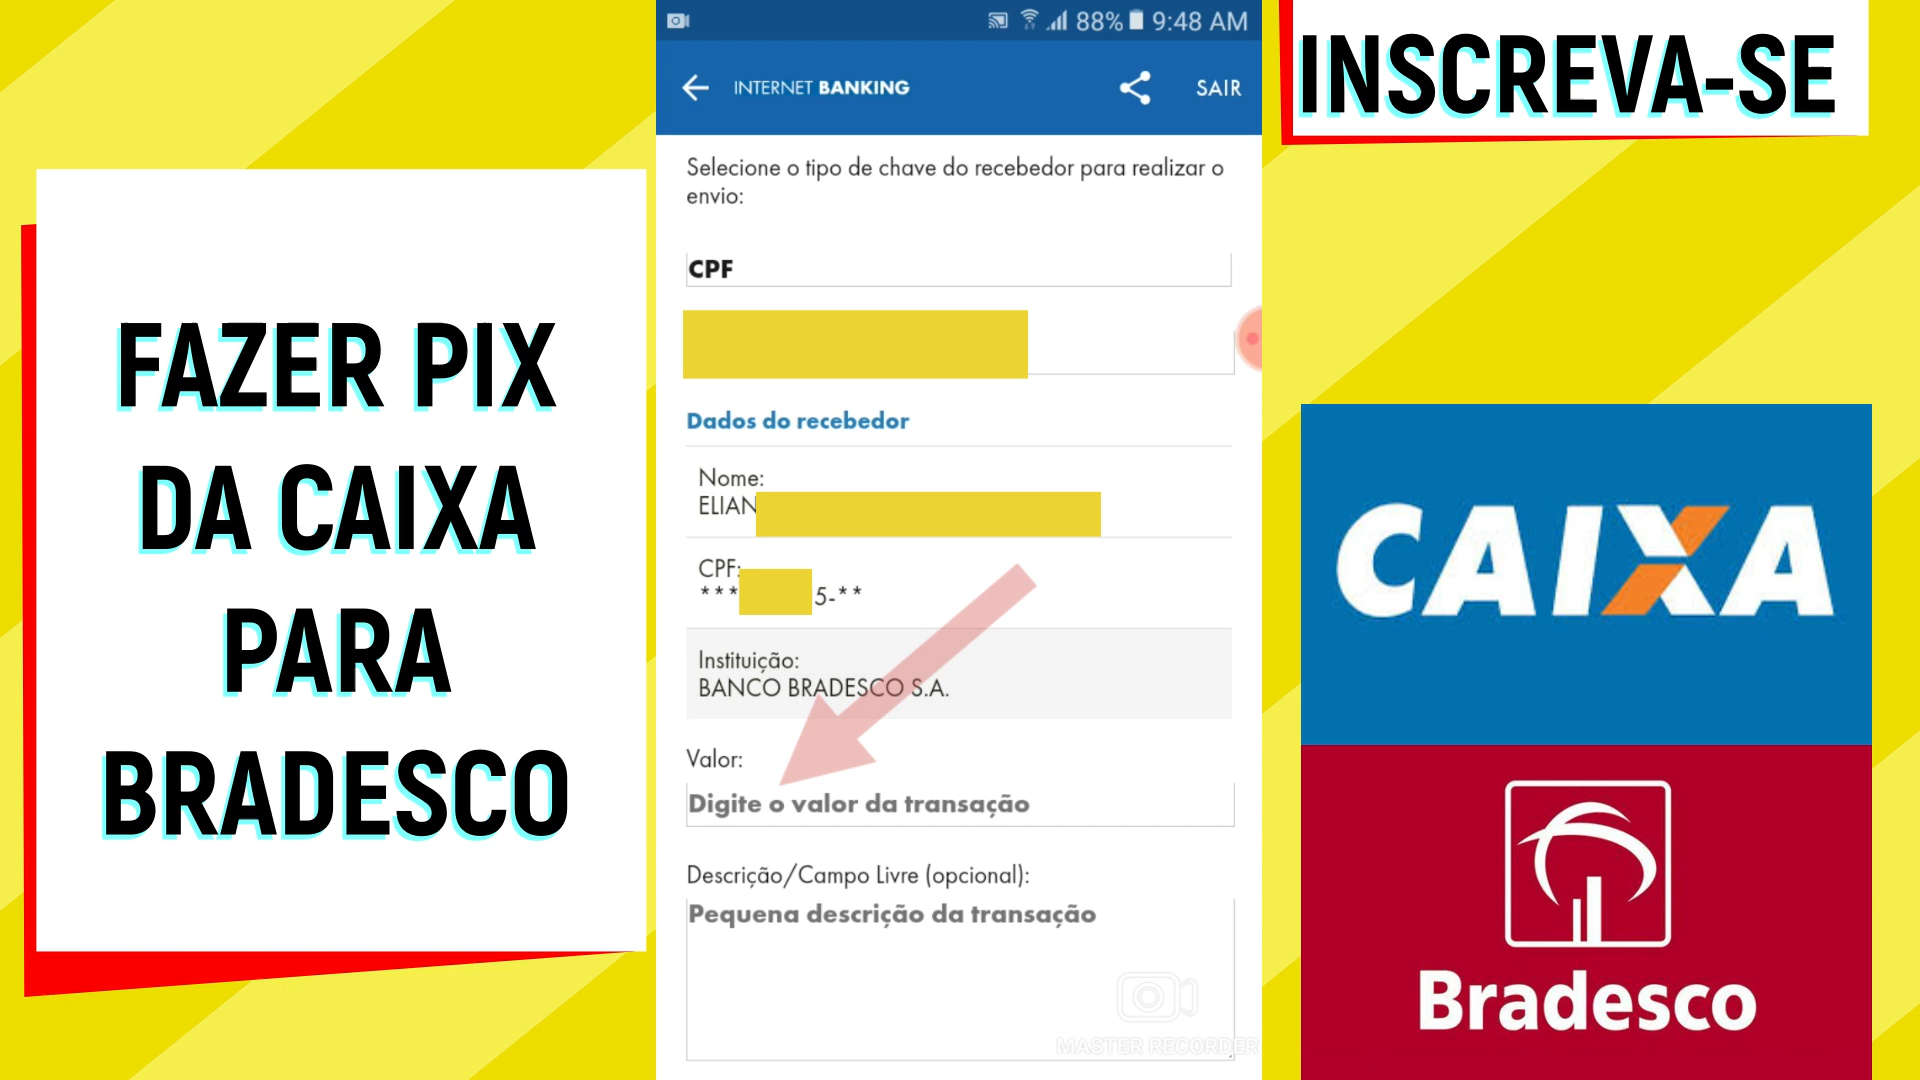 FAZER PIX
DA CAIXA
PARA
BRADESCO
88% 9:48 AM
INTERNET BANKING
SAIR
Selecione o tipo de chave do recebedor para realizar o
envio:
CPF
Dados do recebedor
Nome:
ELIAN
CPF:
*** 5-**
Instituição:
BANCO BRADESCO S.A.
Valor:
Digite o valor da transação
Descrição/Campo Livre (opcional):
Pequena descrição da transação
MASTER RECORDER
INSCREVA-SE
CAIXA
Bradesco